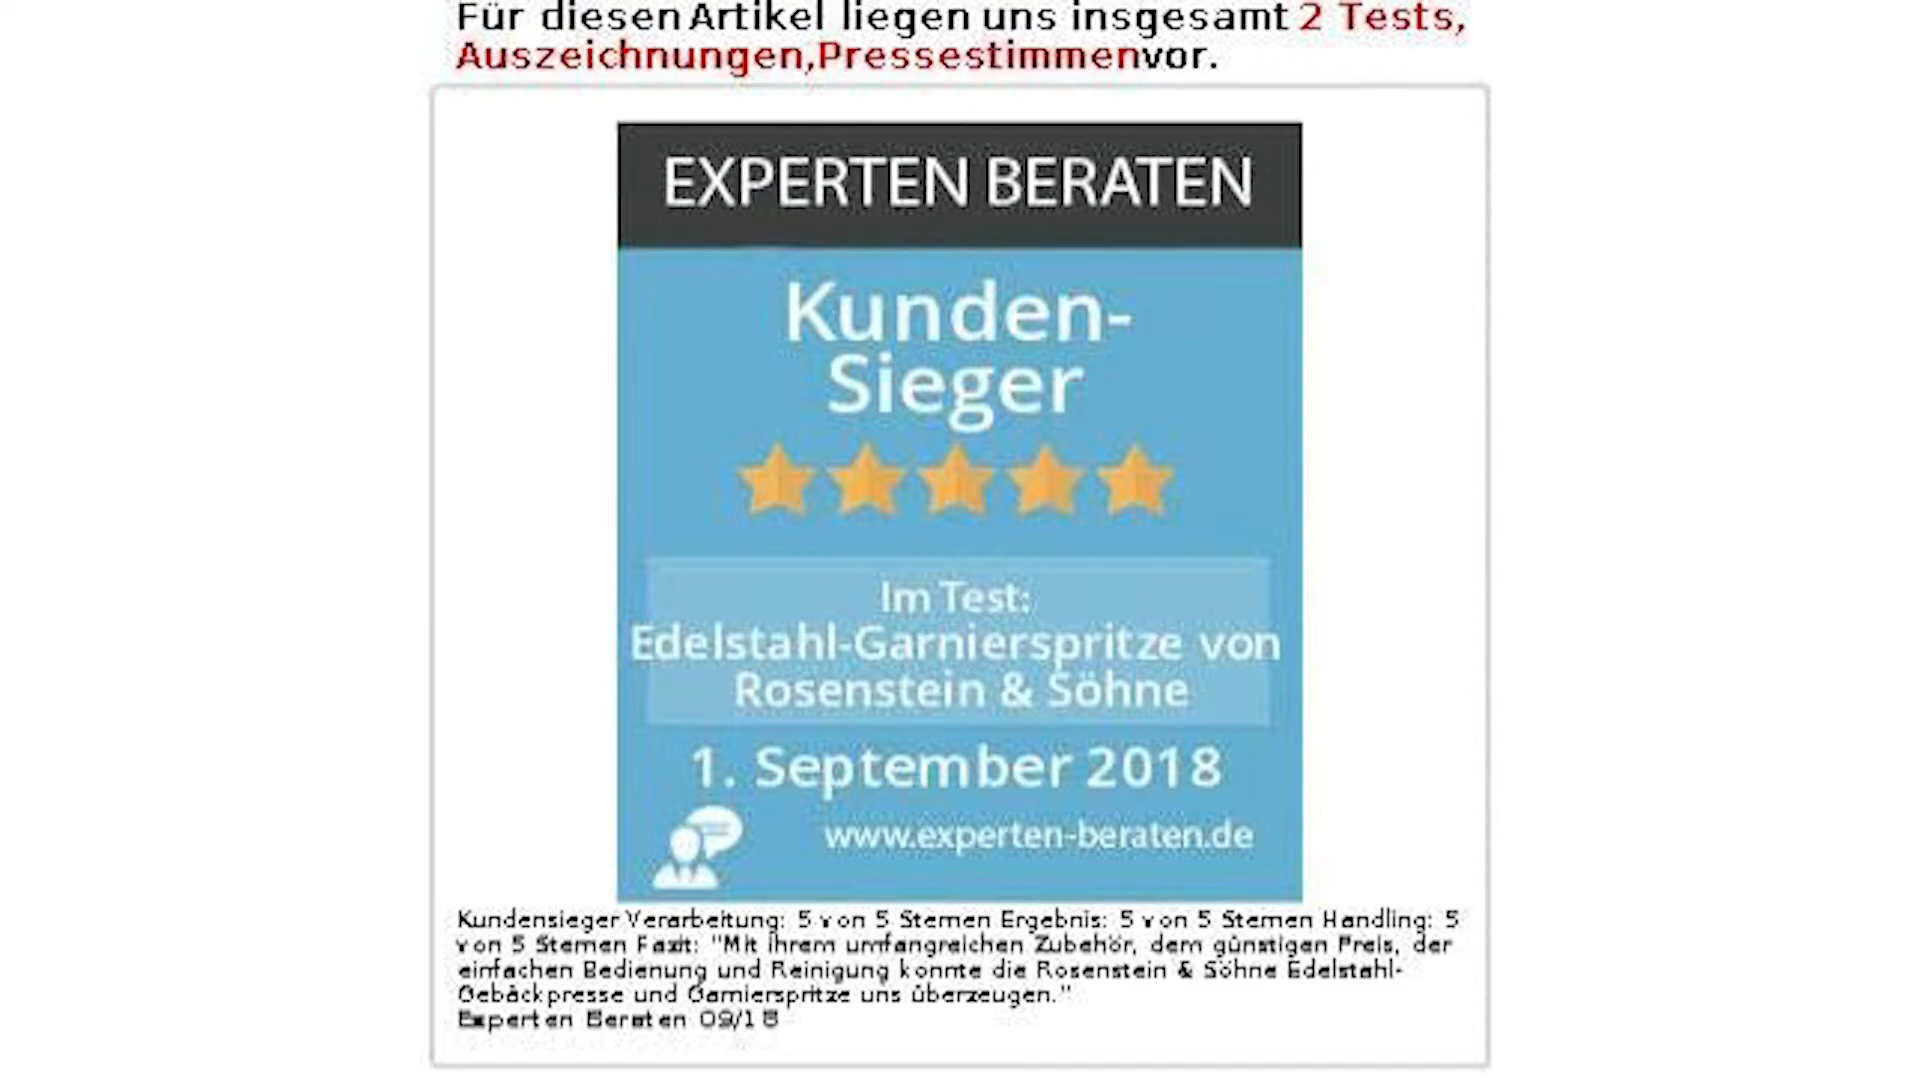 Für diesen Artikel liegen uns insgesamt 2 Tests,
Auszeichnungen,Pressestimmenvor.
EXPERTEN BERATEN
Kunden-
Sieger
Im Test:
Edelstahl-Garnierspritze von
Rosenstein & Söhne
1. September 2018
www.experten-beraten.de
Kundensieger Verarbeitung: 5 von 5 Sternen Ergebnis: 5 von 5 Sternen Handling: 5
von 5 Sternen Fazit: "Mit ihrem umfangreichen Zubehör, dem günstigen Preis, der
einfachen Bedienung und Reinigung konnte die Rosenstein & Söhne Edelstahl-
Gebäckpresse und Garnierspritze uns überzeugen."
Experten Beraten 09/18